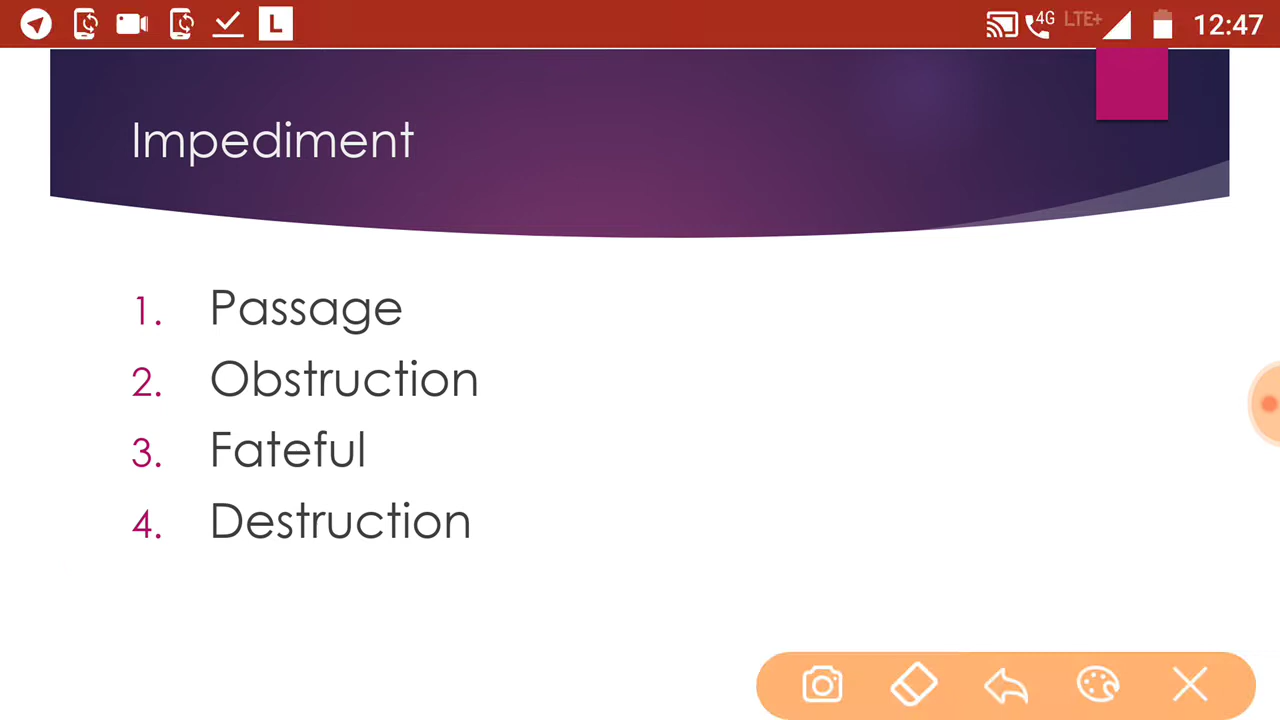 L 4G LTE+ 12:47
Impediment
1. Passage
2. Obstruction
3. Fateful
4. Destruction